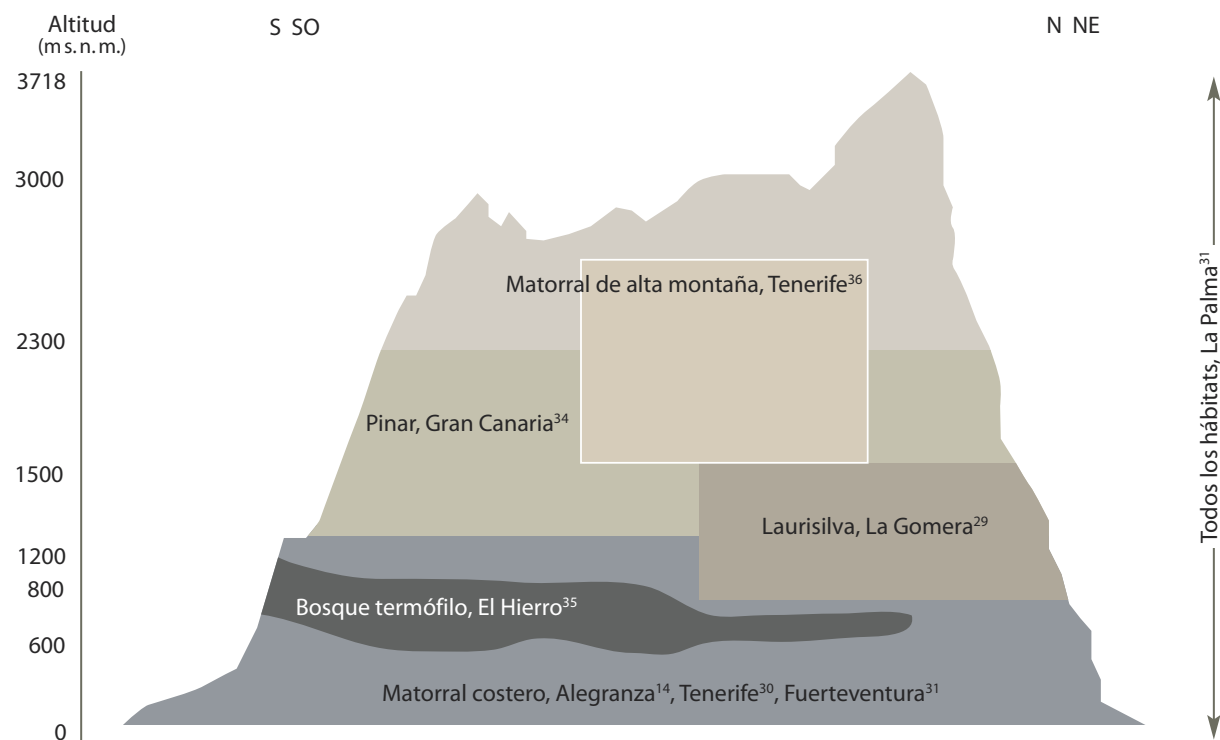 Altitud
(m s. n. m.)
S SO
N NE
3718
3000
2300
1500
1200
800
600
0
Matorral de alta montaña, Tenerife³⁶
Pinar, Gran Canaria³⁴
Laurisilva, La Gomera²⁹
Bosque termófilo, El Hierro³⁵
Matorral costero, Alegranza¹⁴, Tenerife³⁰, Fuerteventura³¹
Todos los hábitats, La Palma³¹